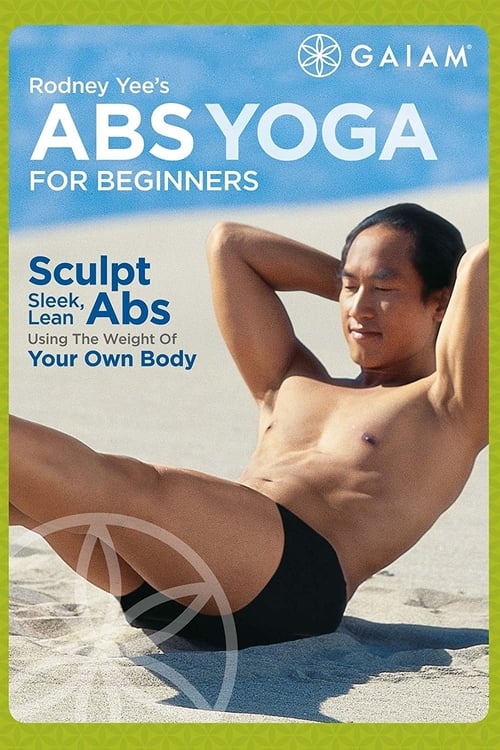 GAIAM®
Rodney Yee's
ABS YOGA
FOR BEGINNERS
Sculpt
Sleek,
Lean Abs
Using The Weight Of
Your Own Body